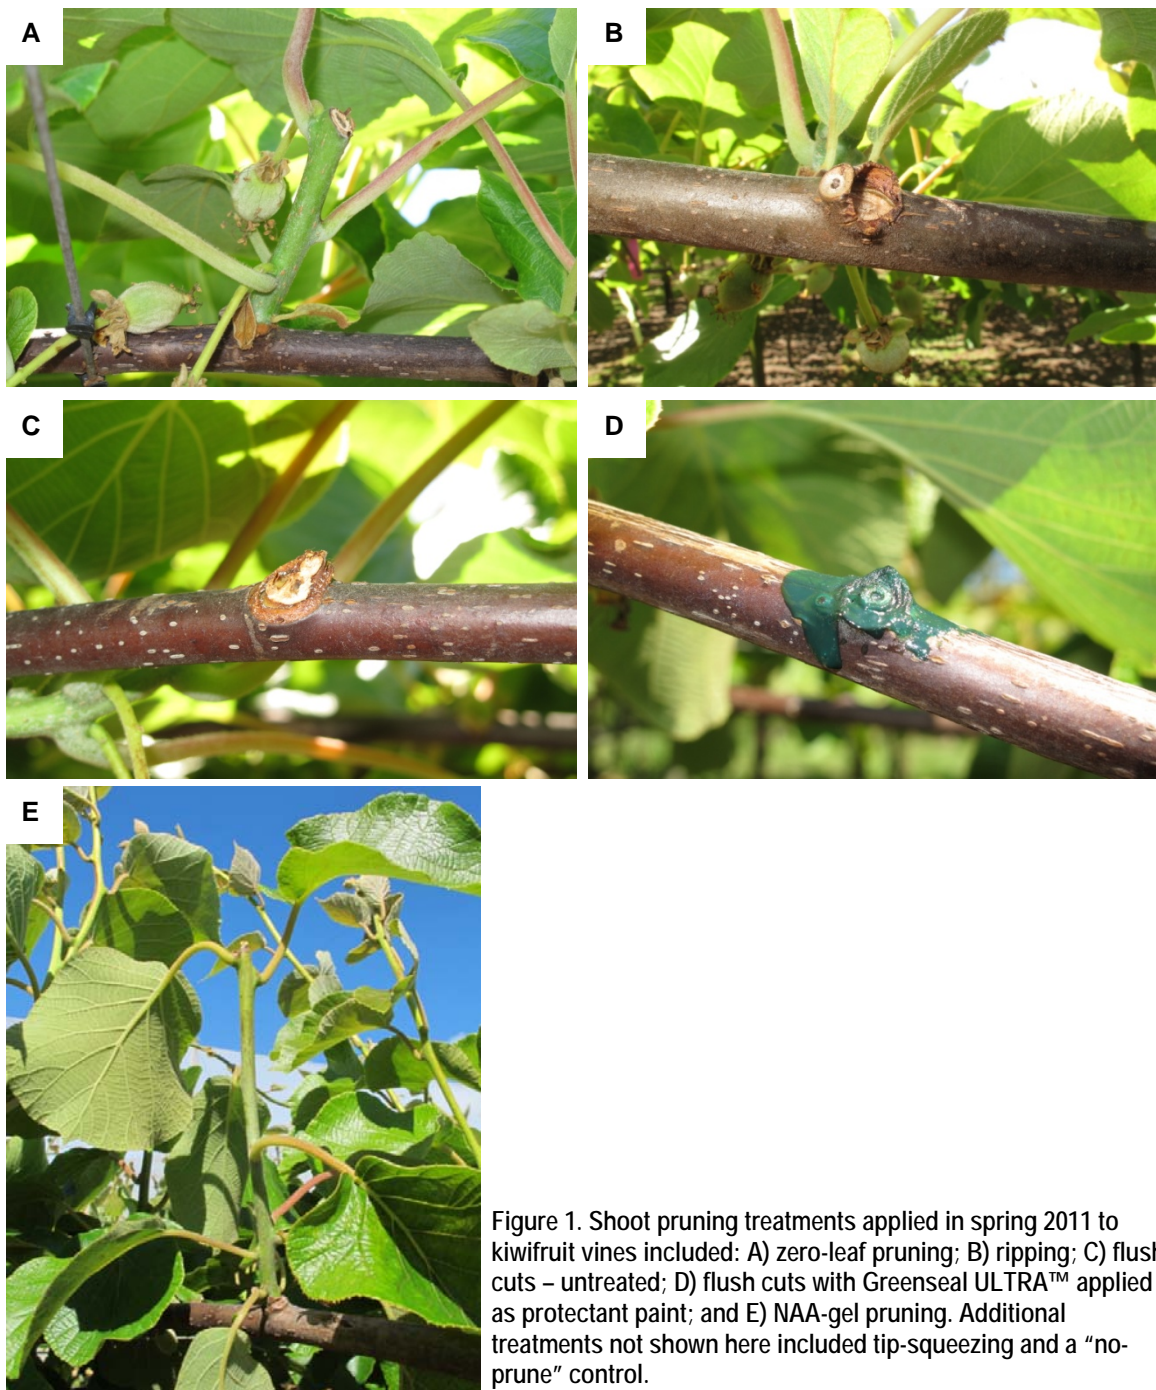 A
B
C
D
E
Figure 1. Shoot pruning treatments applied in spring 2011 to
kiwifruit vines included: A) zero-leaf pruning; B) ripping; C) flush
cuts – untreated; D) flush cuts with Greenseal ULTRA™ applied
as protectant paint; and E) NAA-gel pruning. Additional
treatments not shown here included tip-squeezing and a “no-
prune” control.